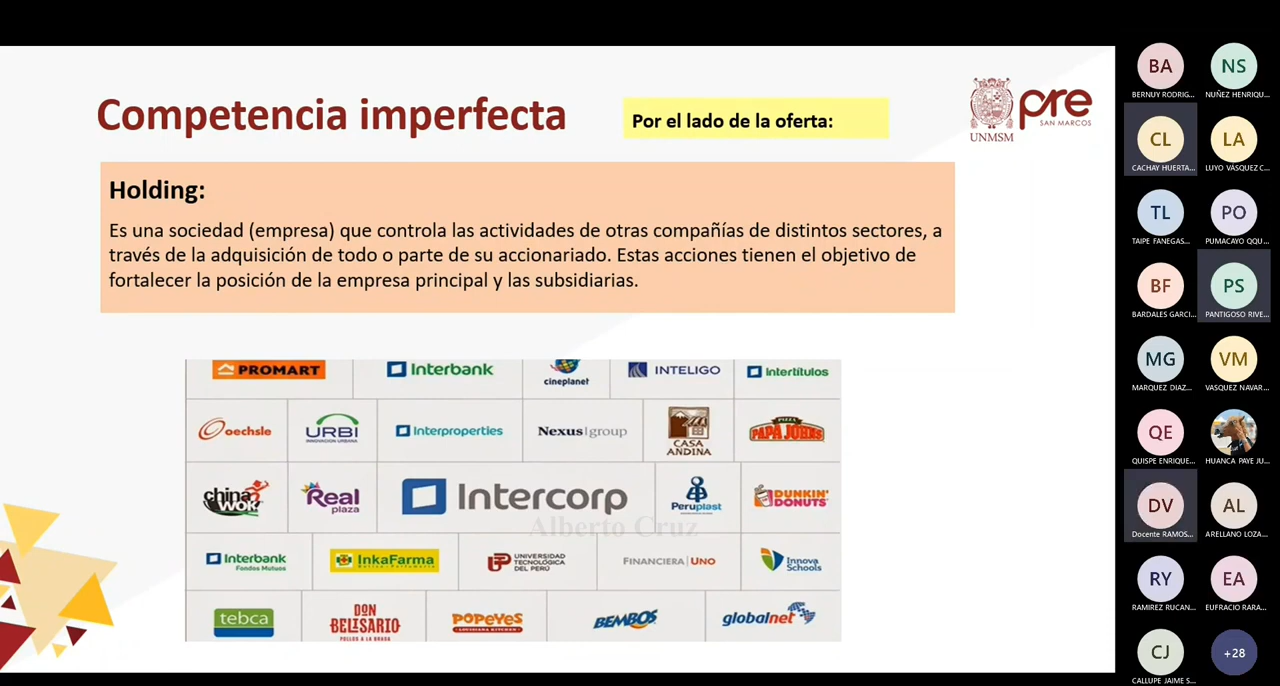 Competencia imperfecta
Por el lado de la oferta:
UNMSM
pre
SAN MARCOS
Holding:
Es una sociedad (empresa) que controla las actividades de otras compañías de distintos sectores, a
través de la adquisición de todo o parte de su accionariado. Estas acciones tienen el objetivo de
fortalecer la posición de la empresa principal y las subsidiarias.
PROMART
Interbank
cineplanet
INTELIGO
Intertítulos
Oechsle
URBI
Interproperties
Nexus|group
CASA
ANDINA
PIZZA
PAPA JOHNS
china
wok
Real
plaza
Intercorp
Peruplast
DUNKIN'
DONUTS
Alberto Cruz
Interbank
Fondos Mutuos
InkaFarma
UNIVERSIDAD
TECNOLÓGICA
DEL PERÚ
FINANCIERA|UNO
Innova
Schools
tebca
DON
BELISARIO
POLLOS A LA BRASA
POPEYES
LOUISIANA KITCHEN
BEMBOS
globalnet
BA
BERNUY RODRIG...
NS
NUÑEZ HENRIQU...
CL
CACHAY HUERTA...
LA
LUYO VASQUEZ C...
TL
TAIPE FANEGAS...
PO
PUMACAYO QQU...
BF
BARDALES GARCI...
PS
PANTIGOSO RIVE...
MG
MARQUEZ DIAZ...
VM
VASQUEZ NAVAR...
QE
QUISPE ENRIQUE...
HUANCA PAYE JU...
DV
Docente RAMOS...
AL
ARELLANO LOZA...
RY
RAMIREZ RUCAN...
EA
EUFRACIO RARA...
CJ
CALLUPE JAIME S...
+28